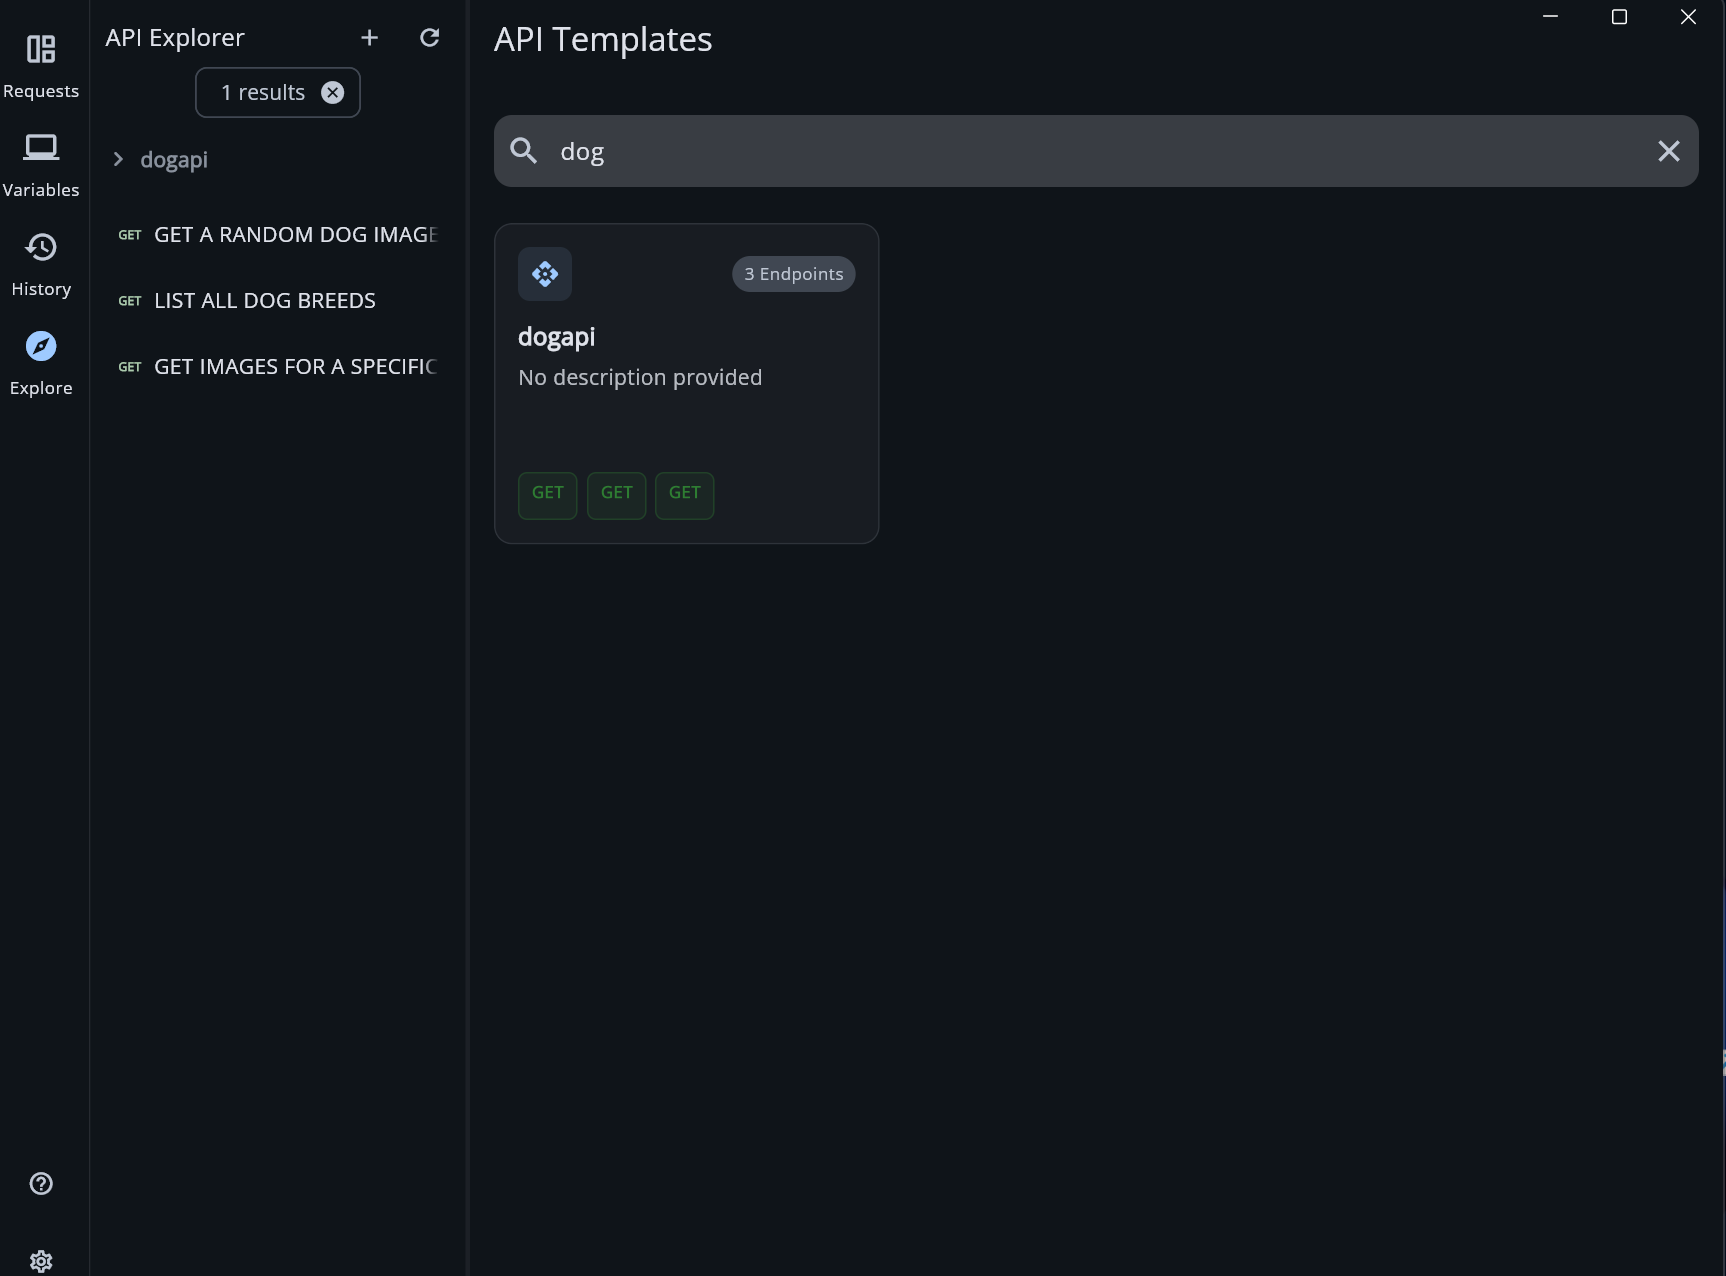 Requests
Variables
History
Explore
API Explorer
1 results
dogapi
GET GET A RANDOM DOG IMAGE
GET LIST ALL DOG BREEDS
GET GET IMAGES FOR A SPECIFIC
API Templates
dog
3 Endpoints
dogapi
No description provided
GET GET GET